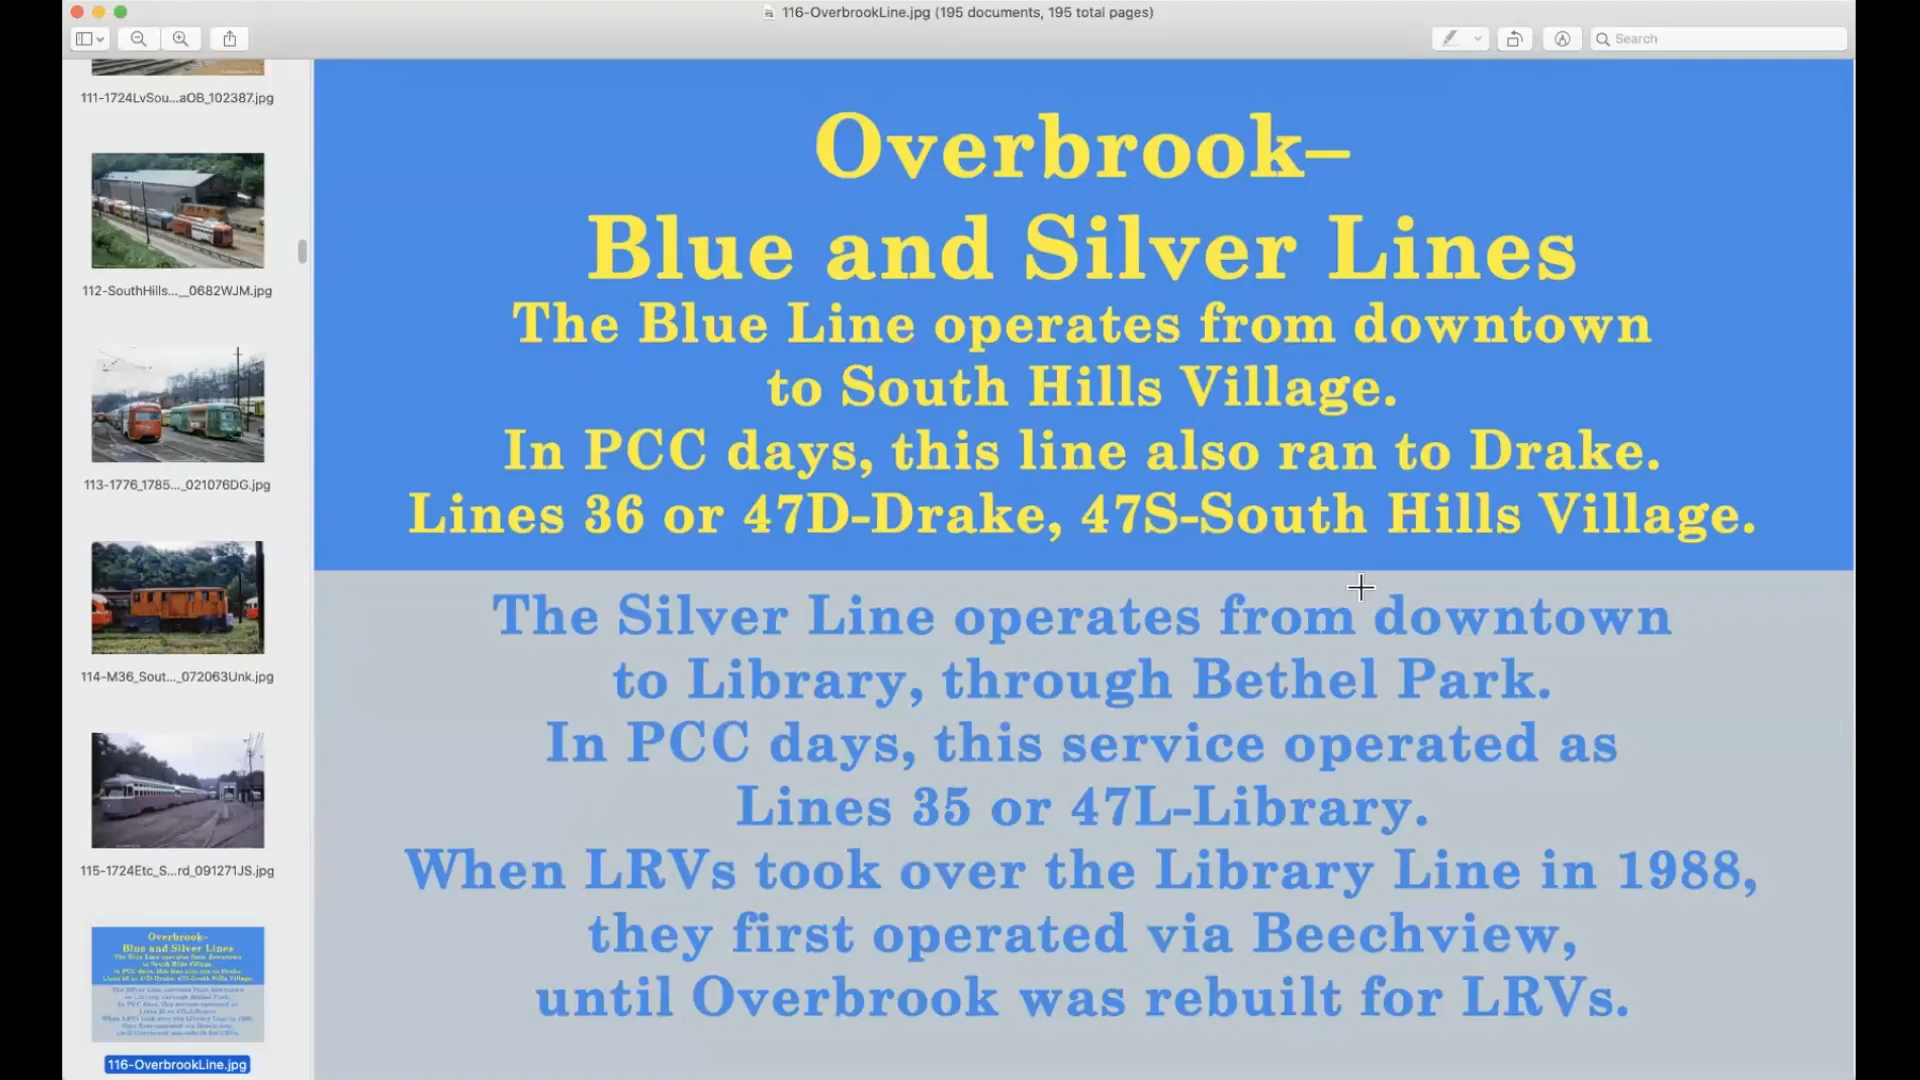 116-OverbrookLine.jpg (195 documents, 195 total pages)
Search
111-1724LvSou...aOB_102387.jpg
112-SouthHills...__0682WJM.jpg
113-1776_1785..._021076DG.jpg
114-M36_Sout..._072063Unk.jpg
115-1724Etc_S...rd_091271JS.jpg
116-OverbrookLine.jpg
Overbrook–
Blue and Silver Lines
The Blue Line operates from downtown
to South Hills Village.
In PCC days, this line also ran to Drake.
Lines 36 or 47D-Drake, 47S-South Hills Village.
The Silver Line operates from downtown
to Library, through Bethel Park.
In PCC days, this service operated as
Lines 35 or 47L-Library.
When LRVs took over the Library Line in 1988,
they first operated via Beechview,
until Overbrook was rebuilt for LRVs.